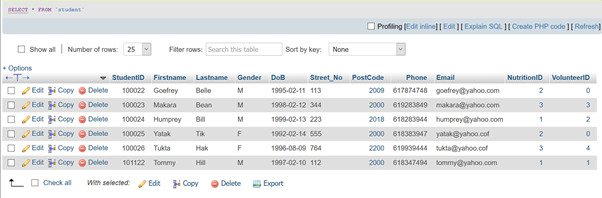 SELECT * FROM 'student'
Profiling [Edit inline] [ Edit ] [ Explain SQL ] [ Create PHP code ] [ Refresh]
Show all Number of rows: 25 Filter rows: Search this table Sort by key: None
+ Options
StudentID Firstname Lastname Gender DoB Street_No PostCode Phone Email NutritionID VolunteerID
Edit Copy Delete 100022 Goefrey Belle M 1995-02-11 113 2009 617874748 goefrey@yahoo.com 2 0
Edit Copy Delete 100023 Makara Bean M 1998-02-12 344 2000 619283849 makara@yahoo.com 3 3
Edit Copy Delete 100024 Humprey Bill M 1999-02-13 223 2018 618283944 humprey@yahoo.com 1 2
Edit Copy Delete 100025 Yatak Tik F 1992-02-14 555 2000 618383947 yatak@yahoo.cof 2 0
Edit Copy Delete 100026 Tukta Hak F 1996-08-09 764 2200 619939444 tukta@yahoo.cof 3 4
Edit Copy Delete 101122 Tommy Hill M 1997-02-10 112 2000 618347494 tommy@yahoo.com 1 1
Check all With selected: Edit Copy Delete Export